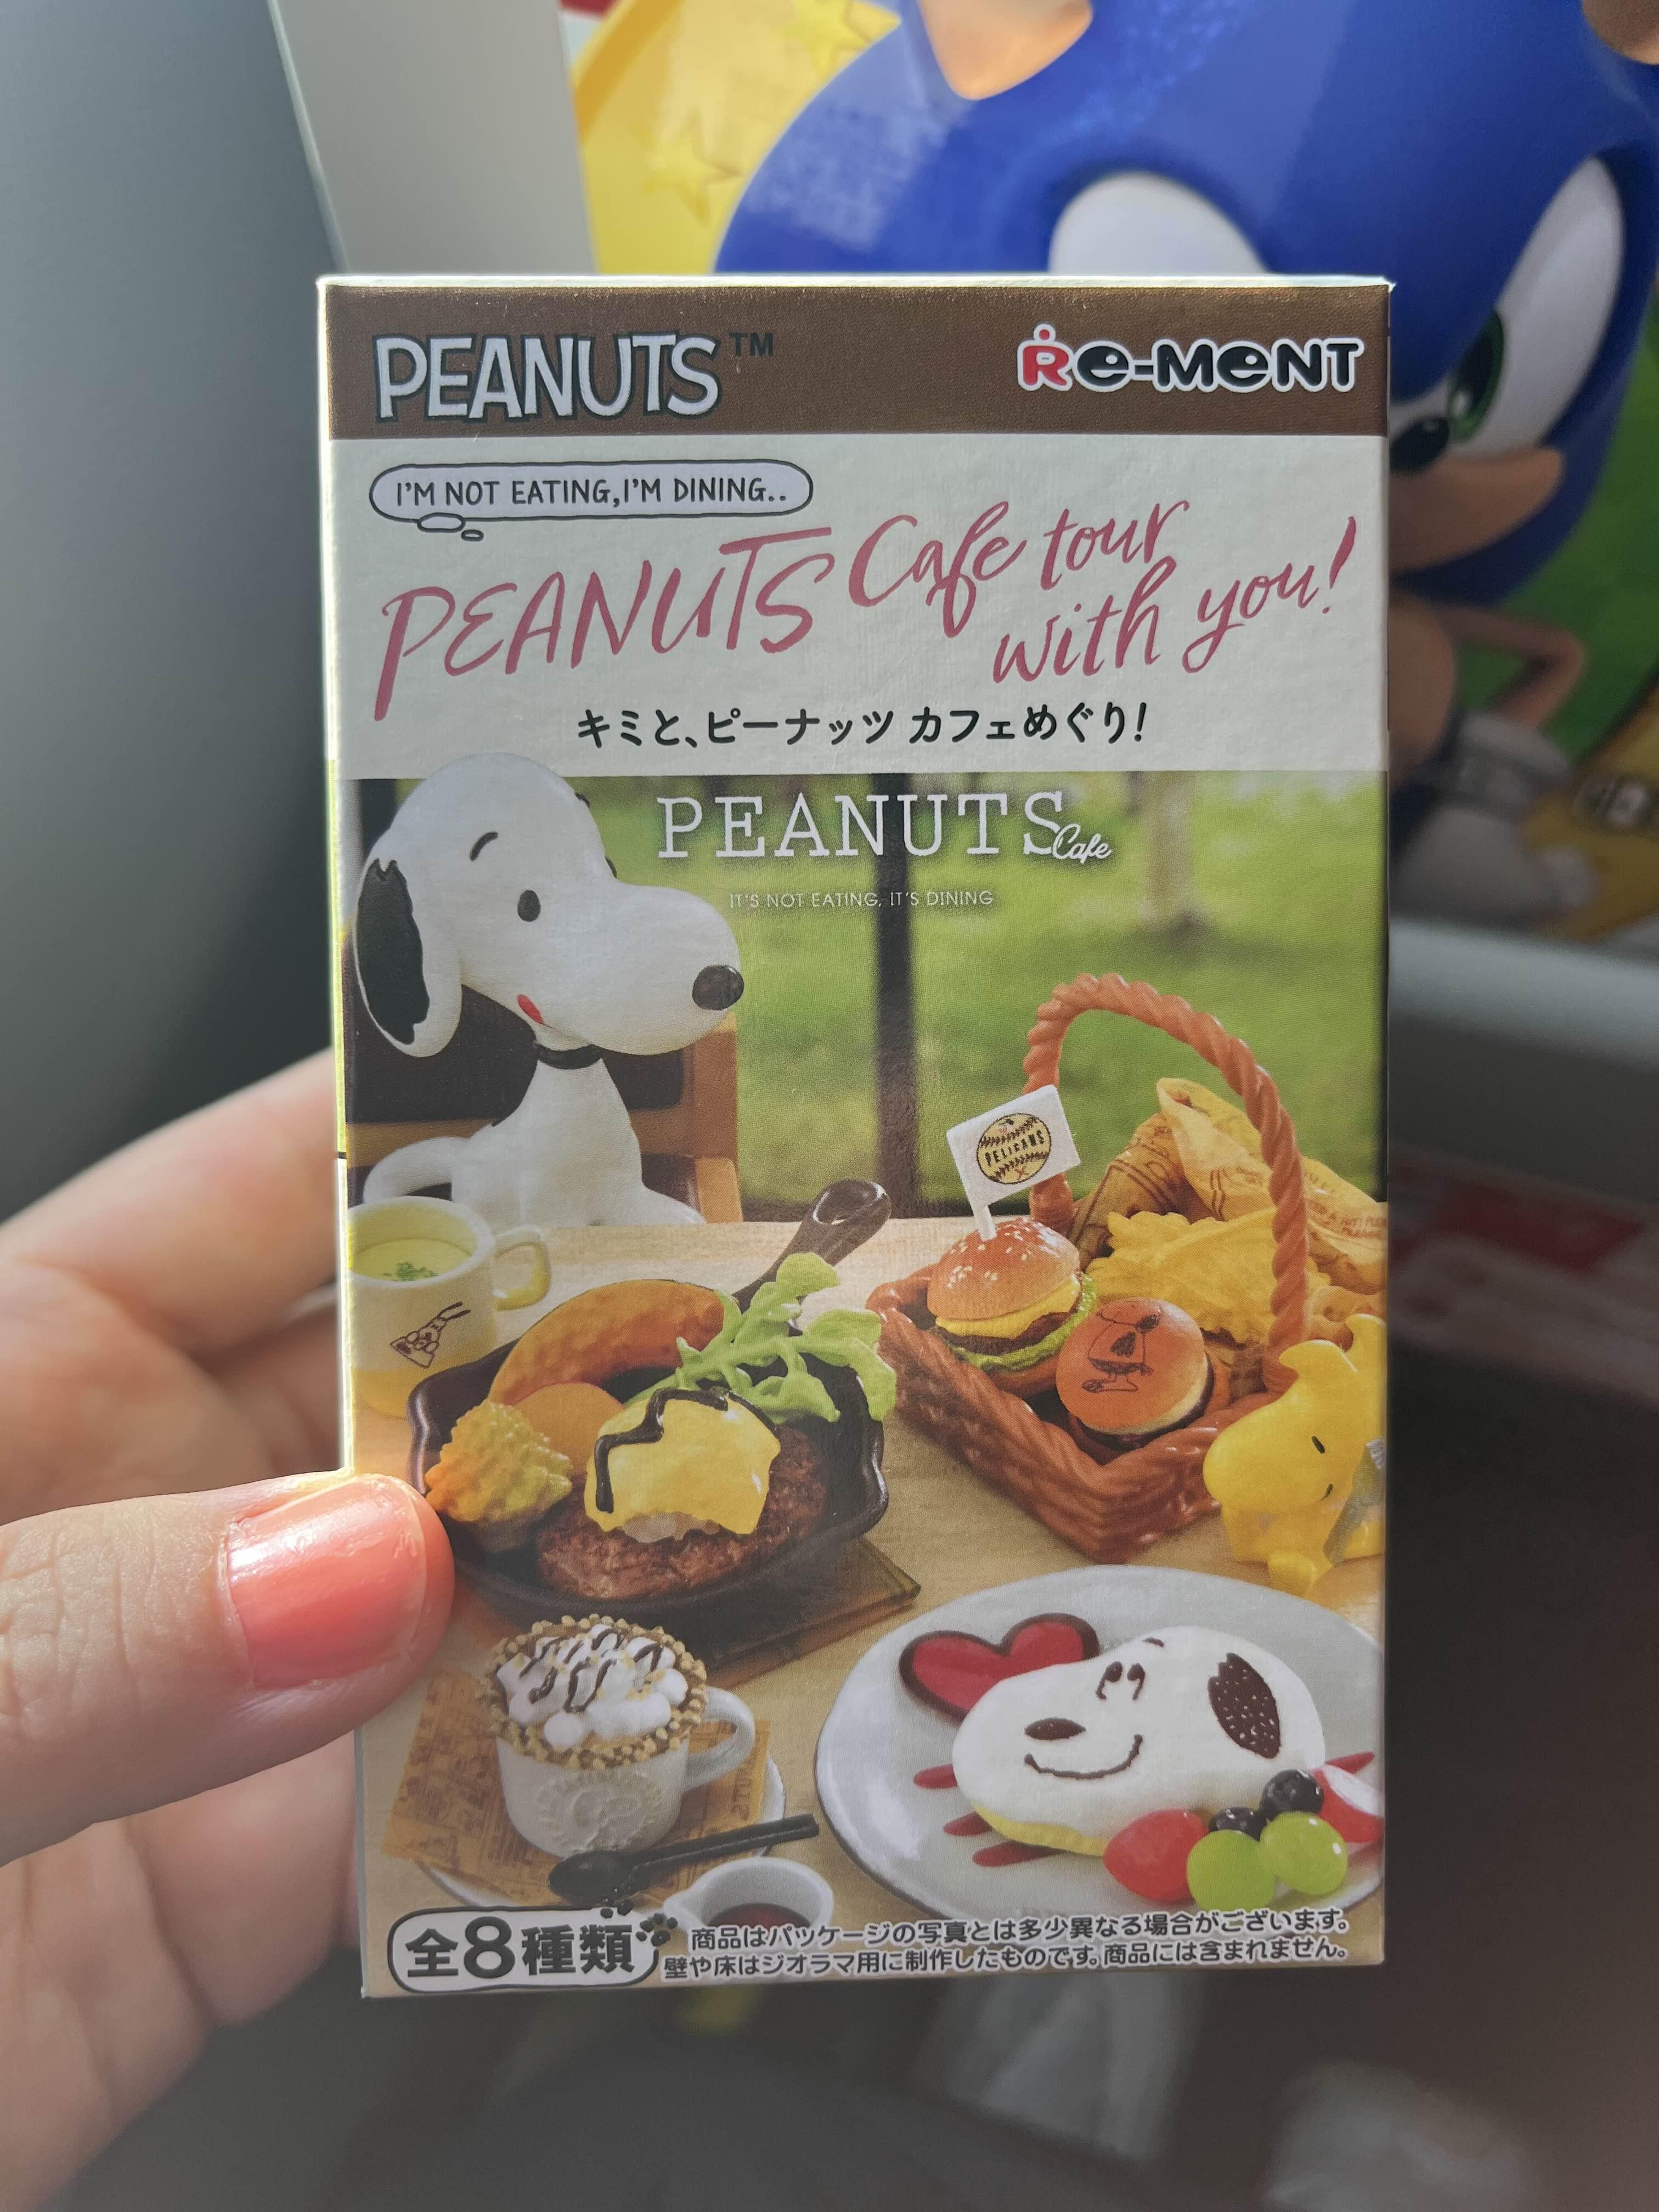 PEANUTS™
Re-MeNT
I'M NOT EATING, I'M DINING..
PEANUTS Cafe tour
with you!
キミと、ピーナッツ カフェめぐり!
PEANUTS Cafe
IT'S NOT EATING, IT'S DINING
PELICANS
全8種類
商品はパッケージの写真とは多少異なる場合がございます。
壁や床はジオラマ用に制作したものです。商品には含まれません。